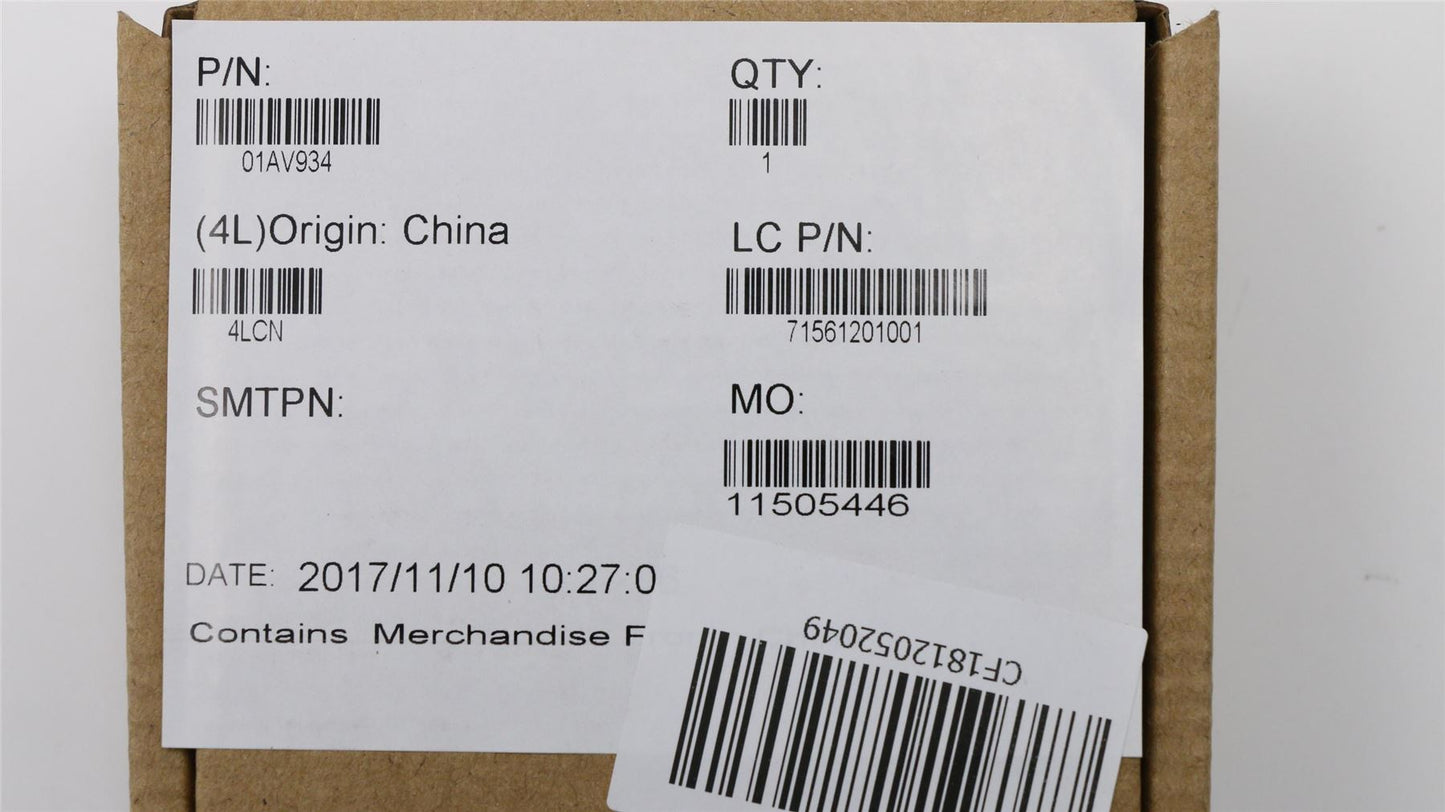 P/N:
01AV934
QTY:
1
(4L)Origin: China
4LCN
LC P/N:
71561201001
SMTPN:
MO:
11505446
DATE: 2017/11/10 10:27:0
Contains Merchandise F
CF1812052049